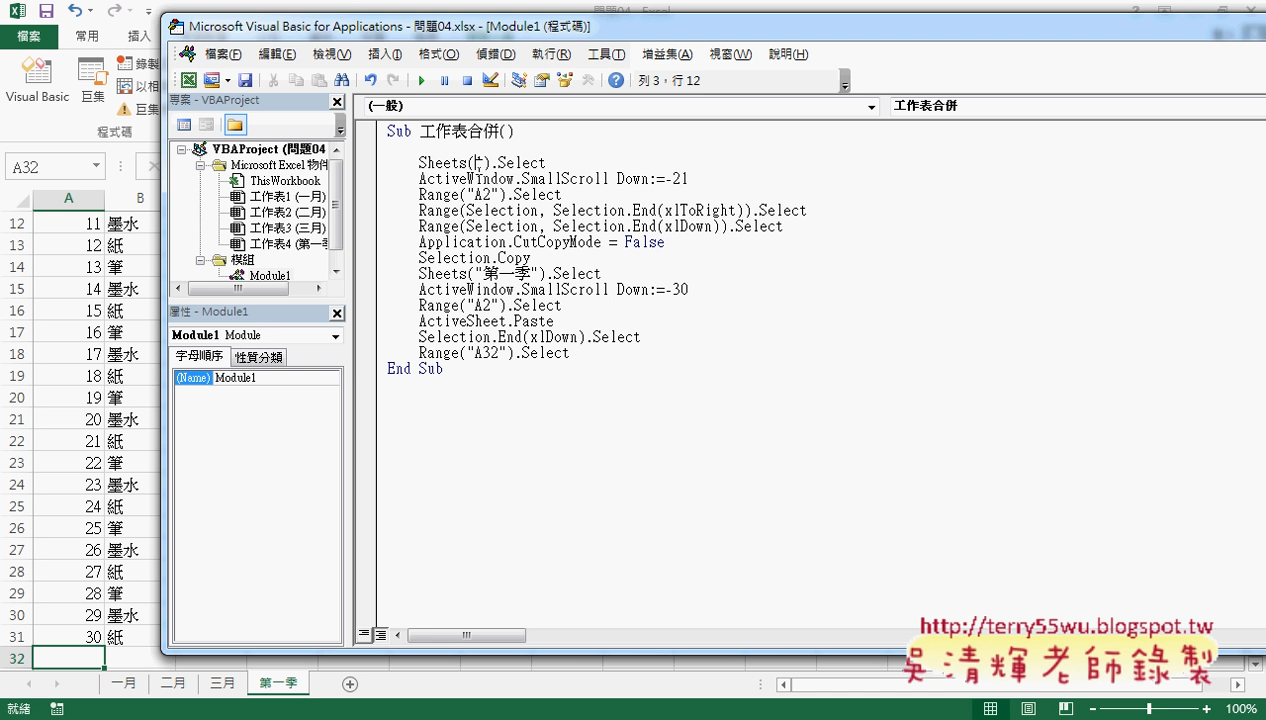 問題04 - Excel
Microsoft Visual Basic for Applications - 問題04.xlsx - [Module1 (程式碼)]
檔案 常用 插入
檔案(F) 編輯(E) 檢視(V) 插入(I) 格式(O) 偵錯(D) 執行(R) 工具(T) 增益集(A) 視窗(W) 說明(H)
列 3，行 12
Visual Basic 巨集
程式碼
專案 - VBAProject
(一般) 工作表合併
VBAProject (問題04
Microsoft Excel 物件
ThisWorkbook
工作表1 (一月)
工作表2 (二月)
工作表3 (三月)
工作表4 (第一季
模組
Module1
屬性 - Module1
Module1 Module
字母順序 性質分類
(Name) Module1
Sub 工作表合併()
Sheets(").Select
ActiveWindow.SmallScroll Down:=-21
Range("A2").Select
Range(Selection, Selection.End(xlToRight)).Select
Range(Selection, Selection.End(xlDown)).Select
Application.CutCopyMode = False
Selection.Copy
Sheets("第一季").Select
ActiveWindow.SmallScroll Down:=-30
Range("A2").Select
ActiveSheet.Paste
Selection.End(xlDown).Select
Range("A32").Select
End Sub
A32
A B
12 11 墨水
13 12 紙
14 13 筆
15 14 墨水
16 15 紙
17 16 筆
18 17 墨水
19 18 紙
20 19 筆
21 20 墨水
22 21 紙
23 22 筆
24 23 墨水
25 24 紙
26 25 筆
27 26 墨水
28 27 紙
29 28 筆
30 29 墨水
31 30 紙
32
一月 二月 三月 第一季
就緒 100%
http://terry55wu.blogspot.tw
吳清輝老師錄製